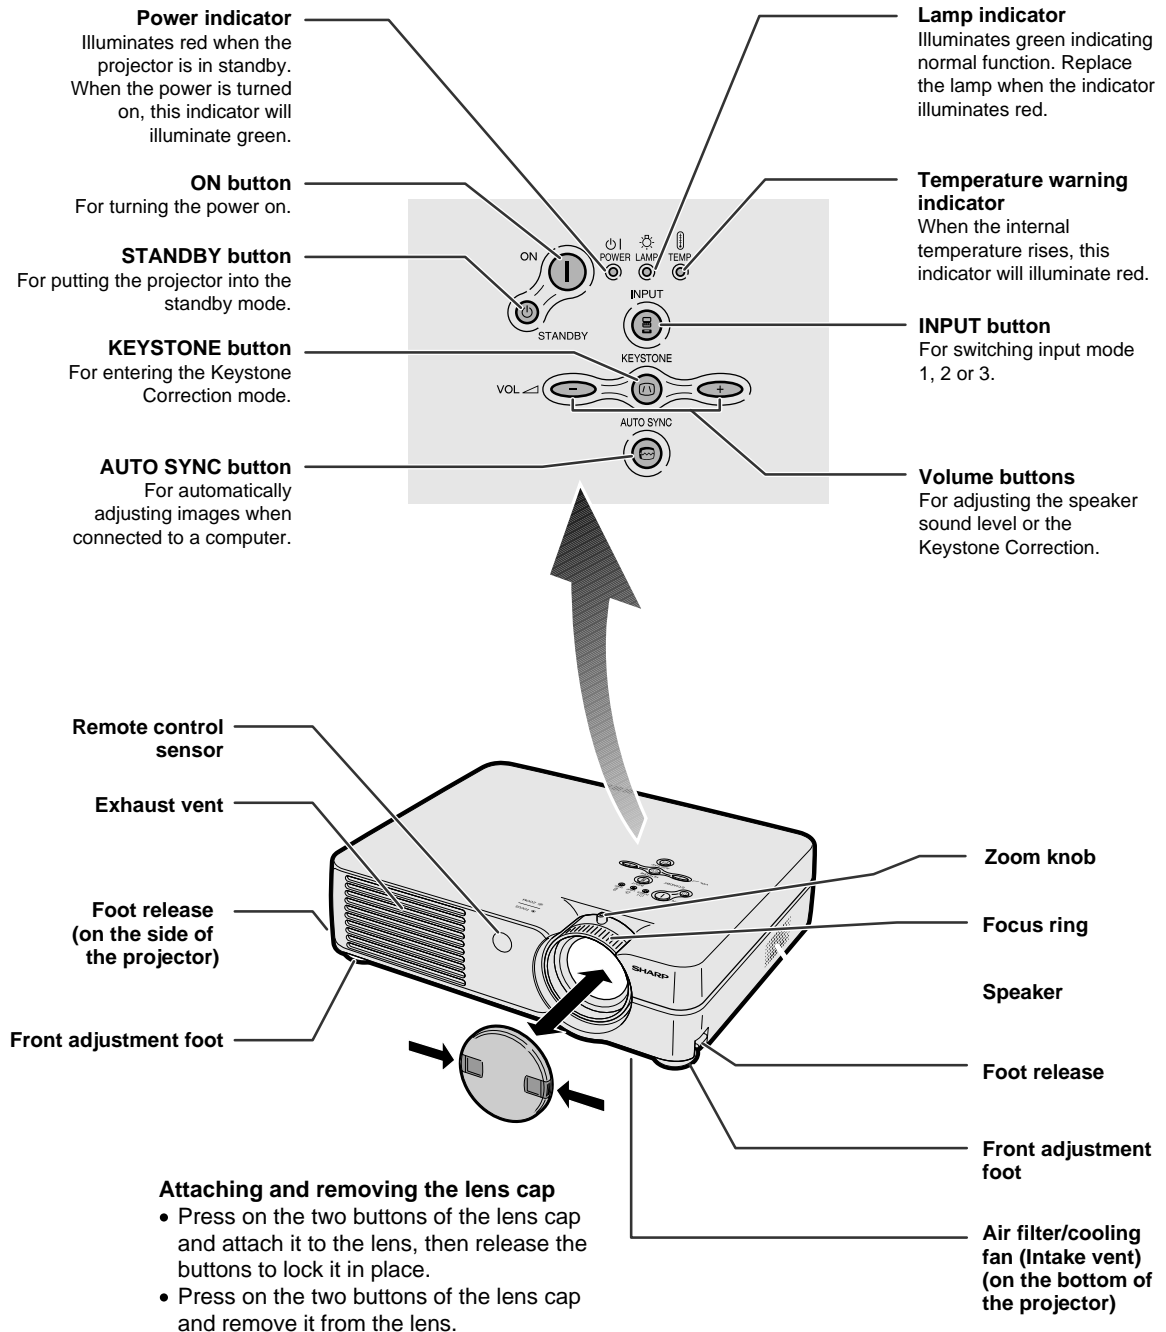 Power indicator
Illuminates red when the
projector is in standby.
When the power is turned
on, this indicator will
illuminate green.
ON button
For turning the power on.
STANDBY button
For putting the projector into the
standby mode.
KEYSTONE button
For entering the Keystone
Correction mode.
AUTO SYNC button
For automatically
adjusting images when
connected to a computer.
ON
POWER
LAMP
TEMP
INPUT
STANDBY
KEYSTONE
VOL
–
+
AUTO SYNC
Lamp indicator
Illuminates green indicating
normal function. Replace
the lamp when the indicator
illuminates red.
Temperature warning
indicator
When the internal
temperature rises, this
indicator will illuminate red.
INPUT button
For switching input mode
1, 2 or 3.
Volume buttons
For adjusting the speaker
sound level or the
Keystone Correction.
Remote control
sensor
Exhaust vent
Foot release
(on the side of
the projector)
Front adjustment foot
SHARP
Zoom knob
Focus ring
Speaker
Foot release
Front adjustment
foot
Air filter/cooling
fan (Intake vent)
(on the bottom of
the projector)
Attaching and removing the lens cap
• Press on the two buttons of the lens cap
and attach it to the lens, then release the
buttons to lock it in place.
• Press on the two buttons of the lens cap
and remove it from the lens.